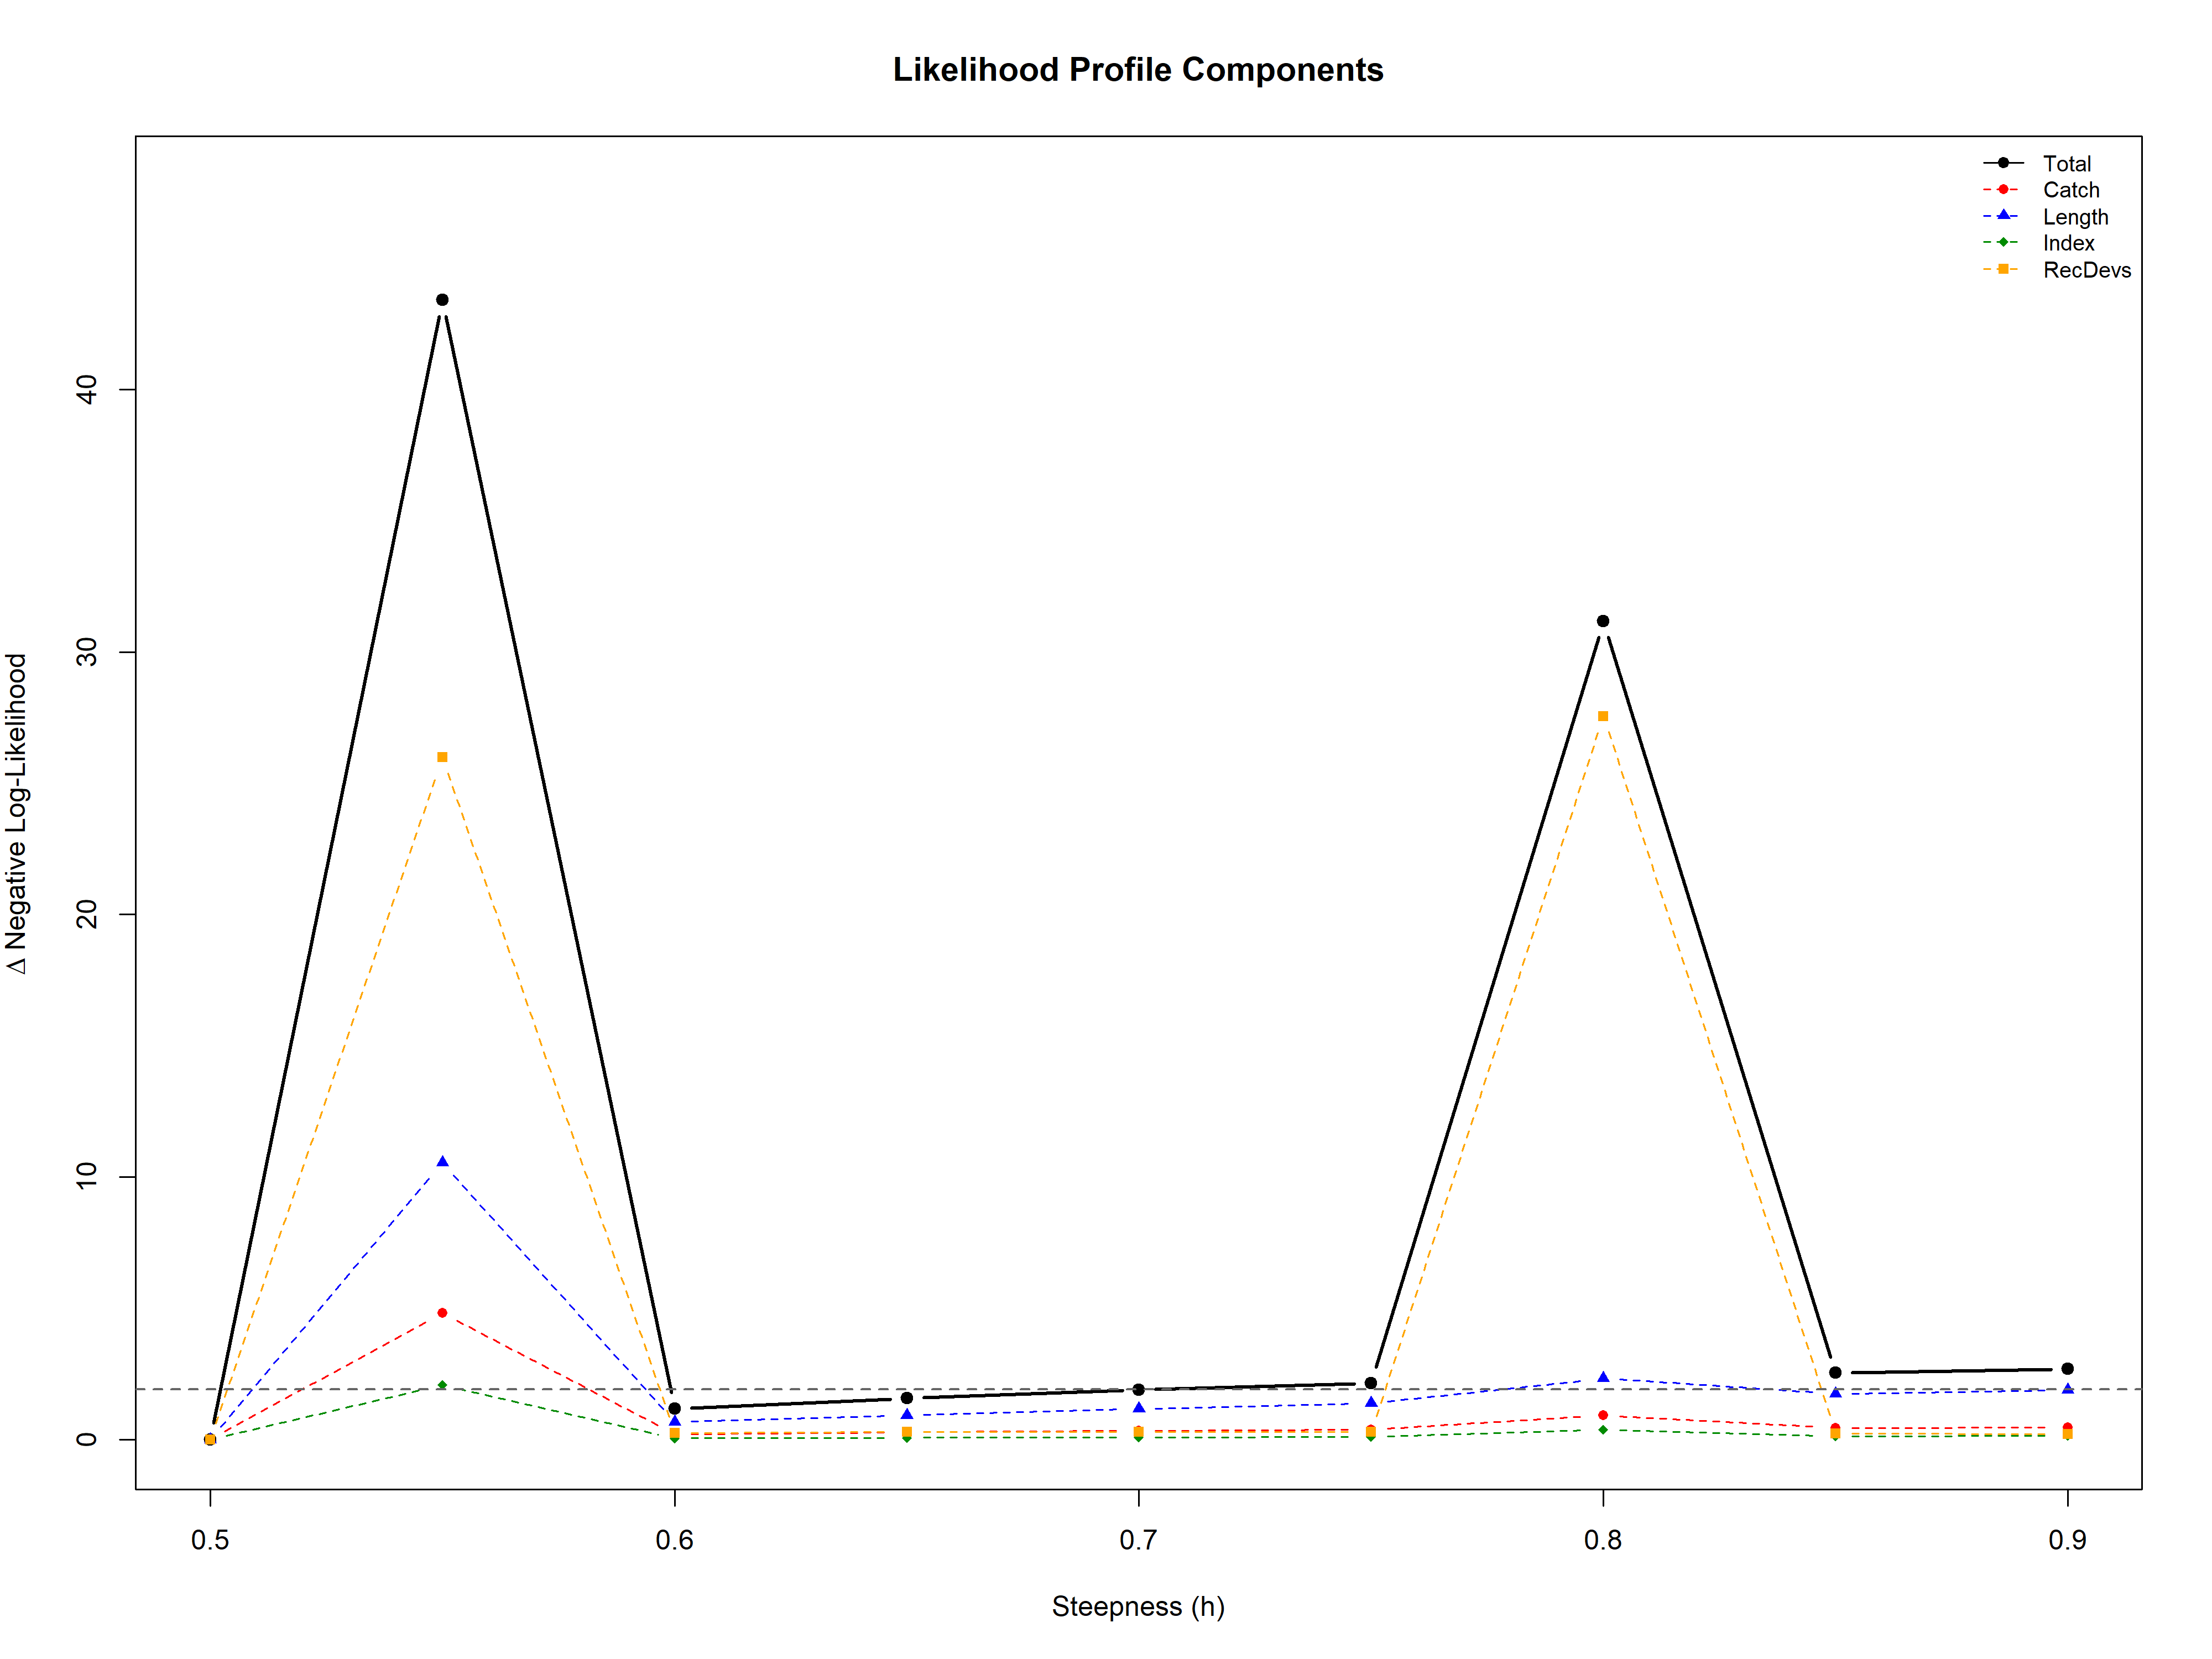 Likelihood Profile Components
Total
Catch
Length
Index
RecDevs
Δ Negative Log-Likelihood
40
30
20
10
0
0.5 0.6 0.7 0.8 0.9
Steepness (h)